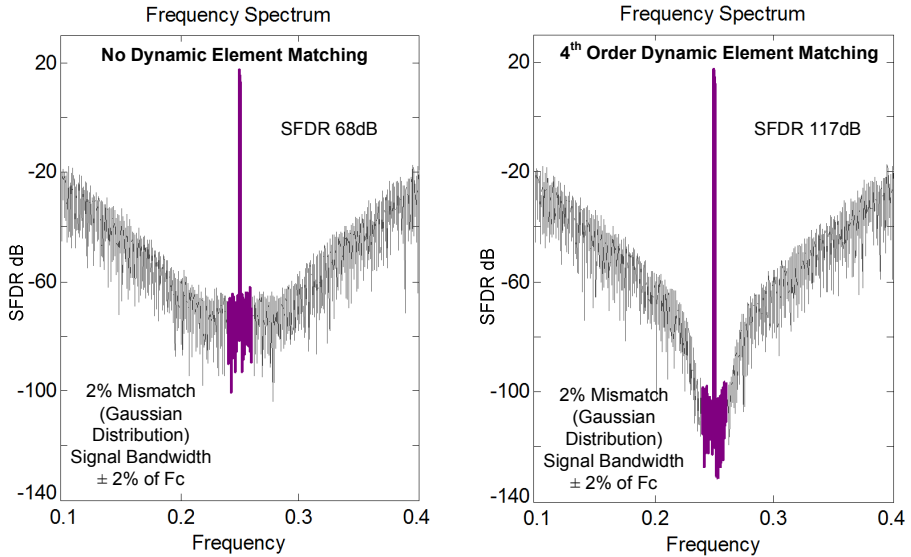 Frequency Spectrum
No Dynamic Element Matching
SFDR 68dB
20
-20
-60
-100
-140
SFDR dB
2% Mismatch
(Gaussian
Distribution)
Signal Bandwidth
± 2% of Fc
0.1
0.2
0.3
0.4
Frequency
Frequency Spectrum
4th Order Dynamic Element Matching
SFDR 117dB
20
-20
-60
-100
-140
SFDR dB
2% Mismatch
(Gaussian
Distribution)
Signal Bandwidth
± 2% of Fc
0.1
0.2
0.3
0.4
Frequency